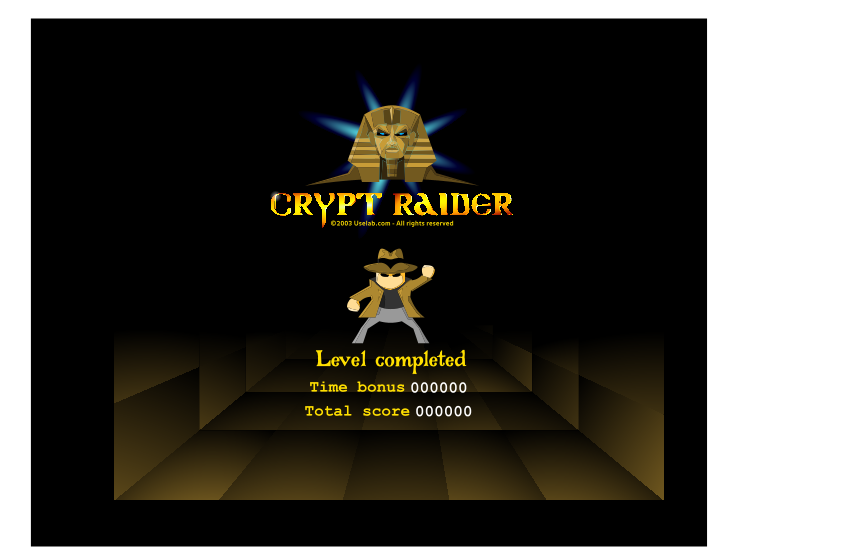 CRYPT RAIDER
©2003 Uselab.com - All rights reserved
Level completed
Time bonus 000000
Total score 000000